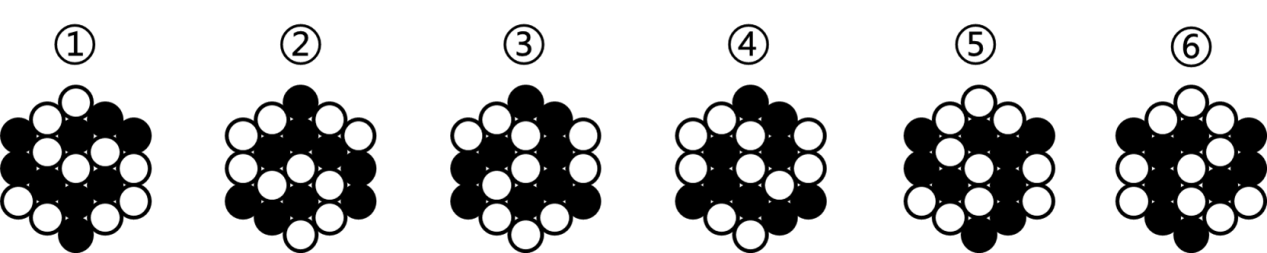 ① ② ③ ④ ⑤ ⑥